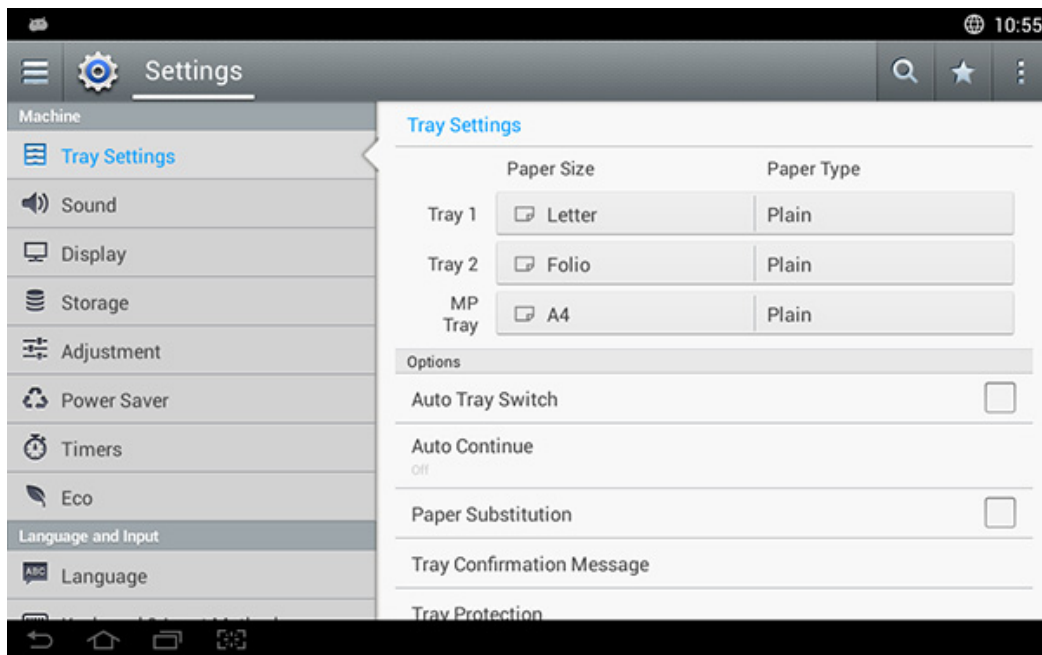 10:55
Settings
Machine
Tray Settings
Sound
Display
Storage
Adjustment
Power Saver
Timers
Eco
Language and Input
ABC
Language
Tray Settings
Paper Size Paper Type
Tray 1 Letter Plain
Tray 2 Folio Plain
MP
Tray A4 Plain
Options
Auto Tray Switch
Auto Continue
Off
Paper Substitution
Tray Confirmation Message
Tray Protection